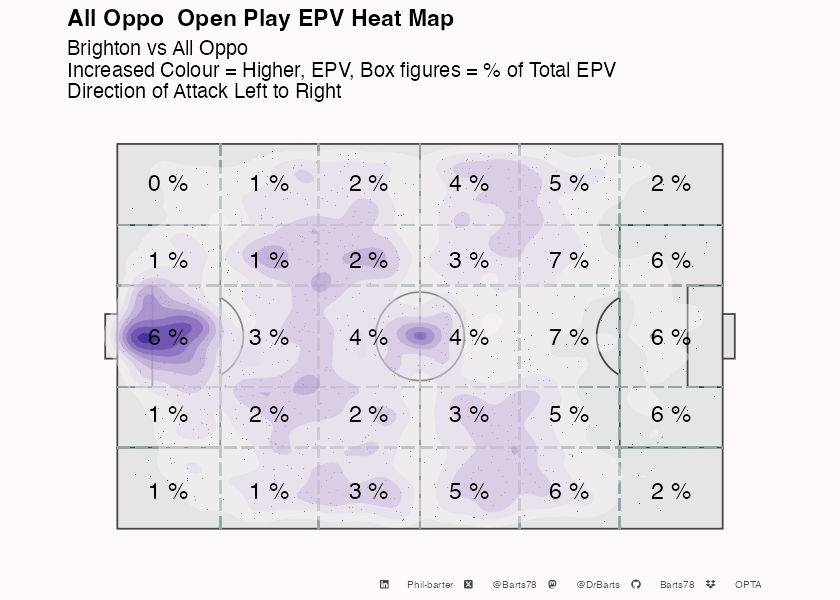 All Oppo  Open Play EPV Heat Map
Brighton vs All Oppo
Increased Colour = Higher, EPV, Box figures = % of Total EPV
Direction of Attack Left to Right
0 % 1 % 2 % 4 % 5 % 2 %
1 % 1 % 2 % 3 % 7 % 6 %
6 % 3 % 4 % 4 % 7 % 6 %
1 % 2 % 2 % 3 % 5 % 6 %
1 % 1 % 3 % 5 % 6 % 2 %
Phil-barter @Barts78 @DrBarts Barts78 OPTA